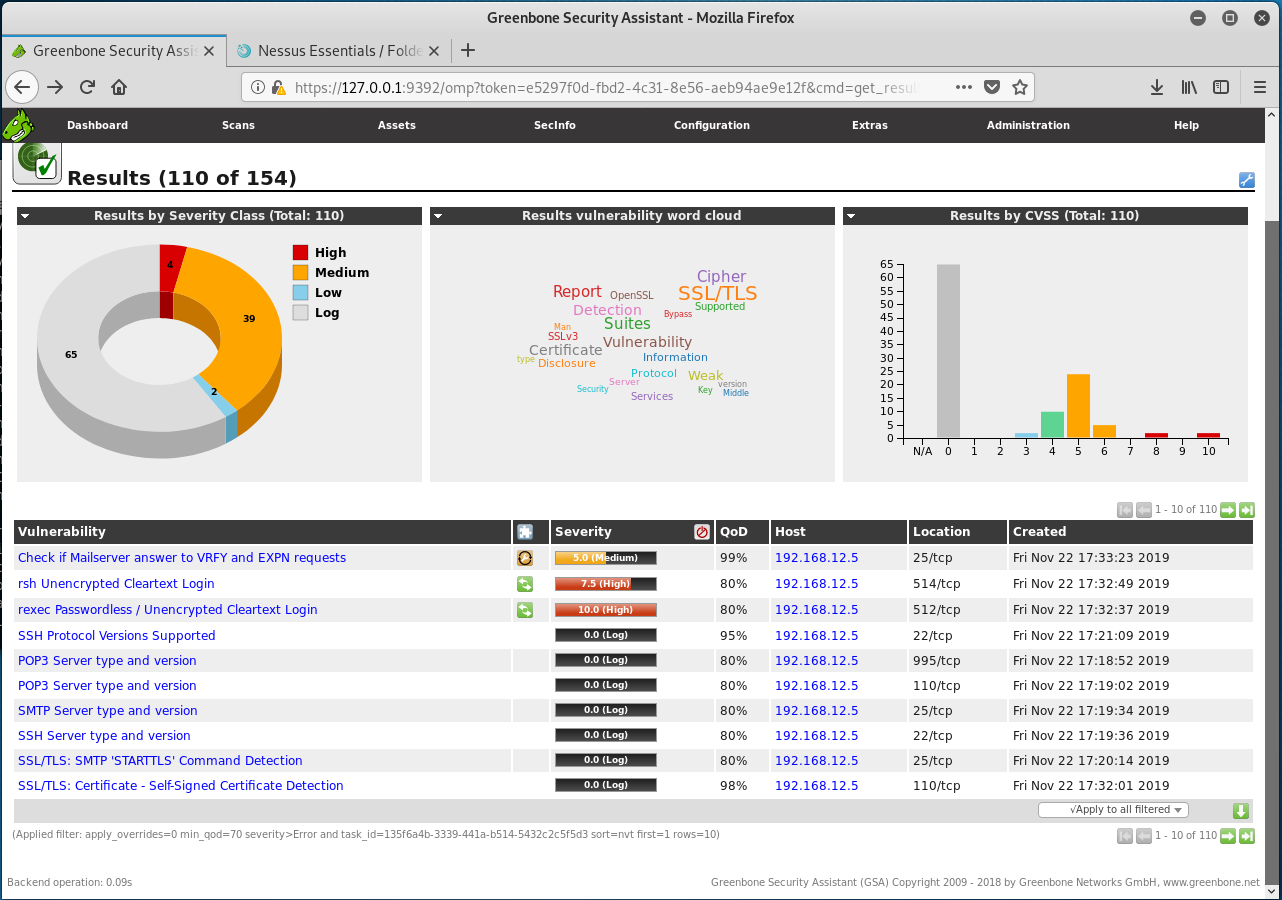 Greenbone Security Assistant - Mozilla Firefox
Greenbone Security Assis
Nessus Essentials / Folde
https://127.0.0.1:9392/omp?token=e5297f0d-fbd2-4c31-8e56-aeb94ae9e12f&cmd=get_resul
Dashboard Scans Assets SecInfo Configuration Extras Administration Help
Results (110 of 154)
Results by Severity Class (Total: 110)
4
39
2
65
High
Medium
Low
Log
Results vulnerability word cloud
Cipher
Report OpenSSL SSL/TLS
Detection Bypass Supported
Man Suites
SSLv3 Vulnerability
Certificate
type Disclosure Information
Protocol Weak
Server version
Security Key Middle
Services
Results by CVSS (Total: 110)
65
60
55
50
45
40
35
30
25
20
15
10
5
0
N/A 0 1 2 3 4 5 6 7 8 9 10
1 - 10 of 110
Vulnerability Severity QoD Host Location Created
Check if Mailserver answer to VRFY and EXPN requests 5.0 (Medium) 99% 192.168.12.5 25/tcp Fri Nov 22 17:33:23 2019
rsh Unencrypted Cleartext Login 7.5 (High) 80% 192.168.12.5 514/tcp Fri Nov 22 17:32:49 2019
rexec Passwordless / Unencrypted Cleartext Login 10.0 (High) 80% 192.168.12.5 512/tcp Fri Nov 22 17:32:37 2019
SSH Protocol Versions Supported 0.0 (Log) 95% 192.168.12.5 22/tcp Fri Nov 22 17:21:09 2019
POP3 Server type and version 0.0 (Log) 80% 192.168.12.5 995/tcp Fri Nov 22 17:18:52 2019
POP3 Server type and version 0.0 (Log) 80% 192.168.12.5 110/tcp Fri Nov 22 17:19:02 2019
SMTP Server type and version 0.0 (Log) 80% 192.168.12.5 25/tcp Fri Nov 22 17:19:34 2019
SSH Server type and version 0.0 (Log) 80% 192.168.12.5 22/tcp Fri Nov 22 17:19:36 2019
SSL/TLS: SMTP 'STARTTLS' Command Detection 0.0 (Log) 80% 192.168.12.5 25/tcp Fri Nov 22 17:20:14 2019
SSL/TLS: Certificate - Self-Signed Certificate Detection 0.0 (Log) 98% 192.168.12.5 110/tcp Fri Nov 22 17:32:01 2019
√Apply to all filtered
(Applied filter: apply_overrides=0 min_qod=70 severity>Error and task_id=135f6a4b-3339-441a-b514-5432c2c5f5d3 sort=nvt first=1 rows=10)
1 - 10 of 110
Backend operation: 0.09s
Greenbone Security Assistant (GSA) Copyright 2009 - 2018 by Greenbone Networks GmbH, www.greenbone.net